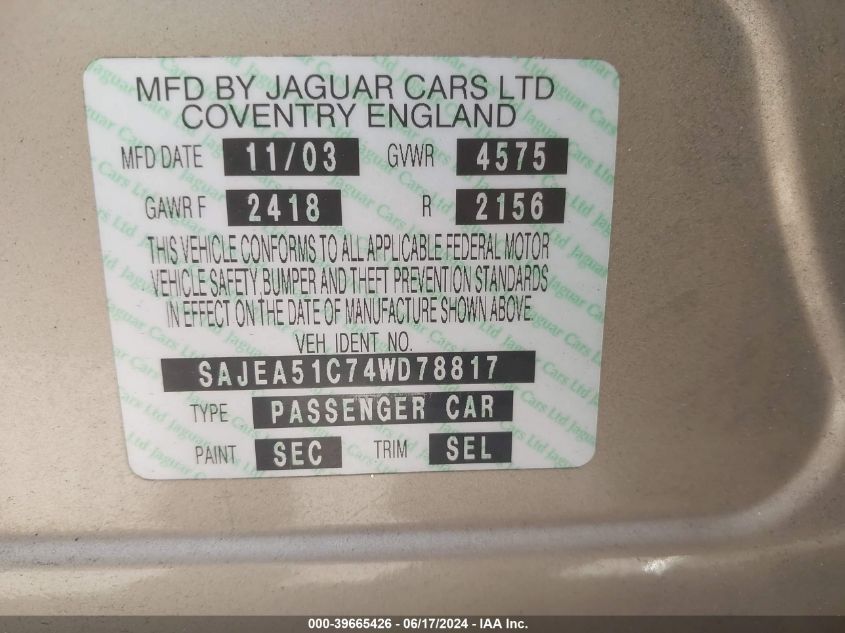 MFD BY JAGUAR CARS LTD
COVENTRY ENGLAND
MFD DATE 11/03 GVWR 4575
GAWR F 2418 R 2156
THIS VEHICLE CONFORMS TO ALL APPLICABLE FEDERAL MOTOR
VEHICLE SAFETY, BUMPER AND THEFT PREVENTION STANDARDS
IN EFFECT ON THE DATE OF MANUFACTURE SHOWN ABOVE.
VEH. IDENT NO.
SAJEA51C74WD78817
TYPE PASSENGER CAR
PAINT SEC TRIM SEL
000-39665426 - 06/17/2024 - IAA Inc.